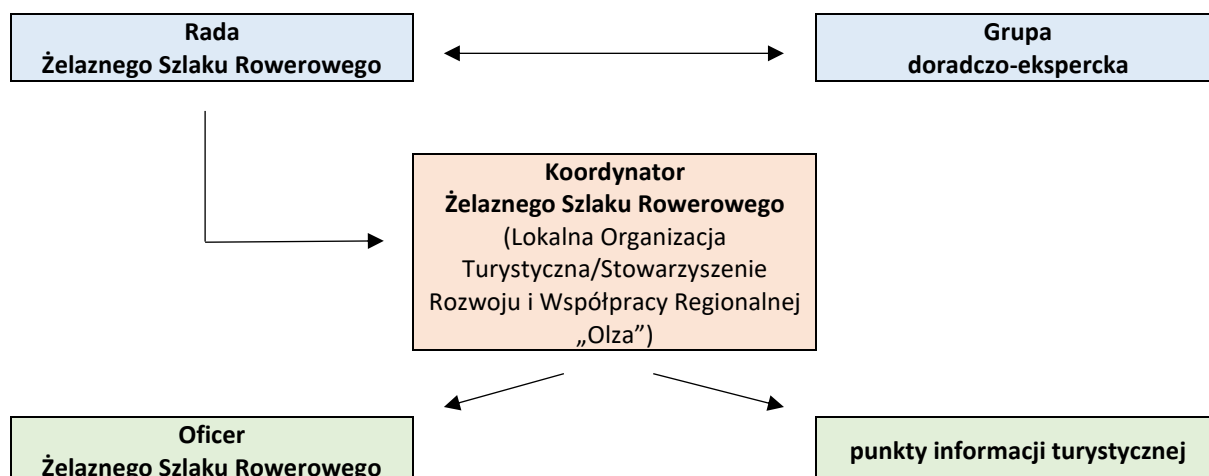 Rada
Żelaznego Szlaku Rowerowego
Grupa
doradczo-ekspercka
Koordynator
Żelaznego Szlaku Rowerowego
(Lokalna Organizacja
Turystyczna/Stowarzyszenie
Rozwoju i Współpracy Regionalnej
„Olza”)
Oficer
Żelaznego Szlaku Rowerowego
punkty informacji turystycznej